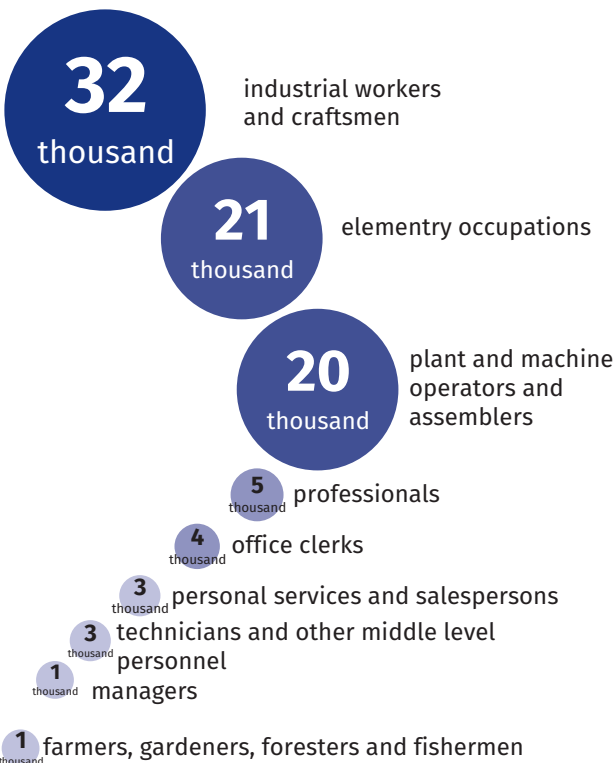 32
thousand
industrial workers
and craftsmen
21
thousand
elementry occupations
20
thousand
plant and machine
operators and
assemblers
5
thousand
professionals
4
thousand
office clerks
3
thousand
personal services and salespersons
3
thousand
technicians and other middle level
personnel
1
thousand
managers
1
thousand
farmers, gardeners, foresters and fishermen